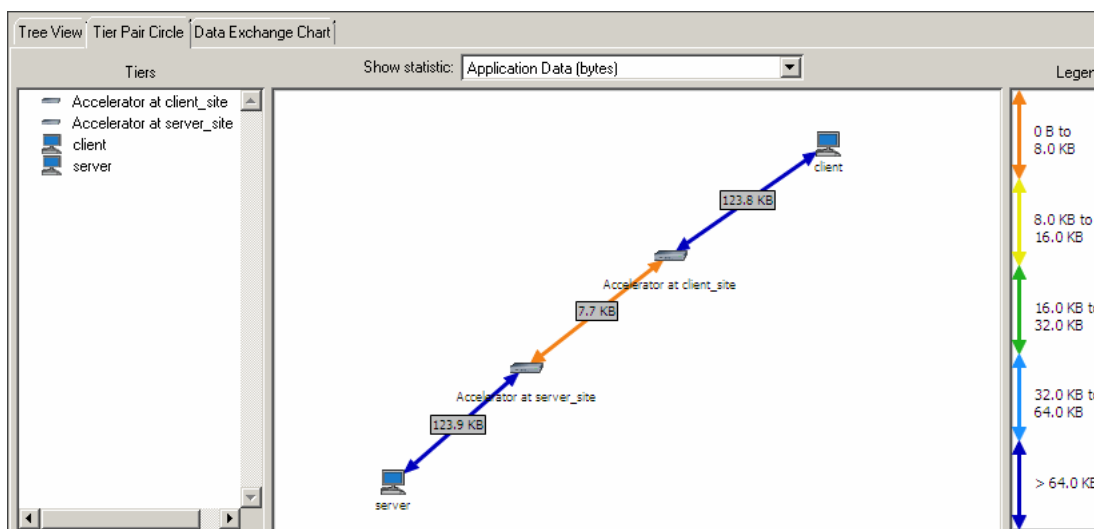 Tree View
Tier Pair Circle
Data Exchange Chart
Tiers
Show statistic:
Application Data (bytes)
Accelerator at client_site
Accelerator at server_site
client
server
client
123.8 KB
Accelerator at client_site
7.7 KB
Accelerator at server_site
123.9 KB
server
Legen
0 B to
8.0 KB
8.0 KB to
16.0 KB
16.0 KB to
32.0 KB
32.0 KB to
64.0 KB
> 64.0 KB